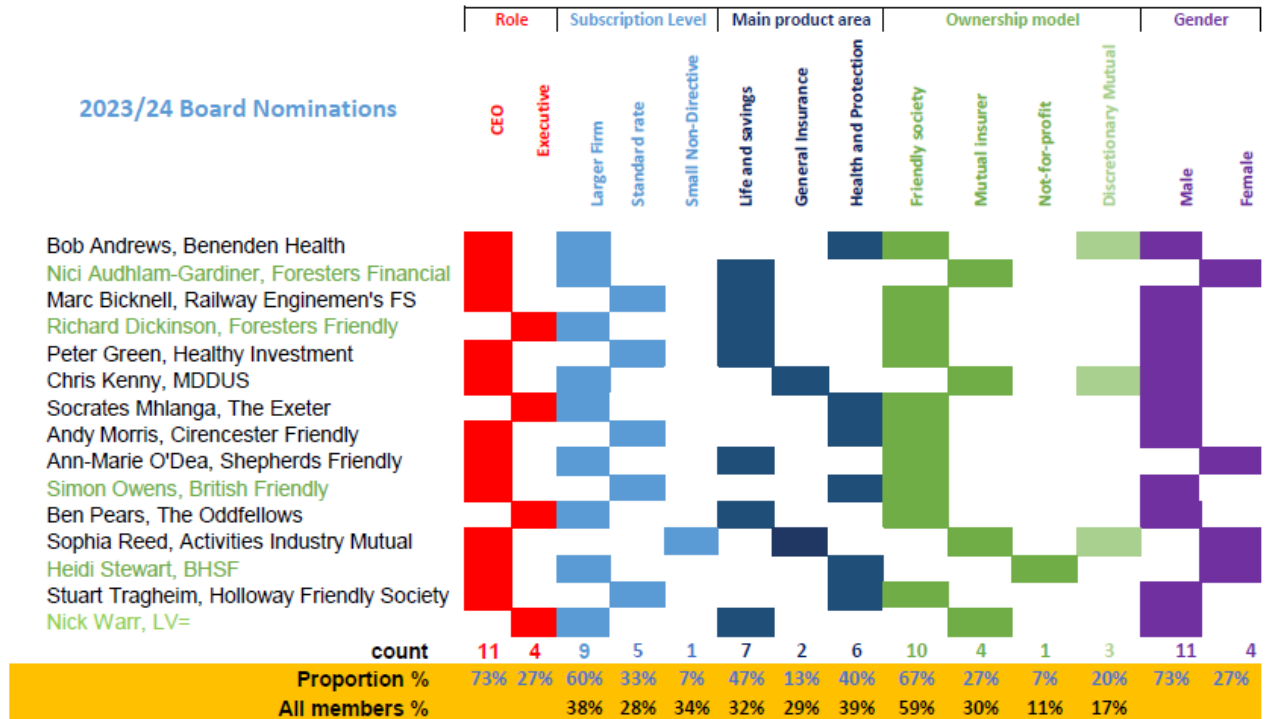 Role Subscription Level Main product area Ownership model Gender
2023/24 Board Nominations
CEO
Executive
Larger Firm
Standard rate
Small Non-Directive
Life and savings
General Insurance
Health and Protection
Friendly society
Mutual insurer
Not-for-profit
Discretionary Mutual
Male
Female
Bob Andrews, Benenden Health
Nici Audhlam-Gardiner, Foresters Financial
Marc Bicknell, Railway Enginemen's FS
Richard Dickinson, Foresters Friendly
Peter Green, Healthy Investment
Chris Kenny, MDDUS
Socrates Mhlanga, The Exeter
Andy Morris, Cirencester Friendly
Ann-Marie O'Dea, Shepherds Friendly
Simon Owens, British Friendly
Ben Pears, The Oddfellows
Sophia Reed, Activities Industry Mutual
Heidi Stewart, BHSF
Stuart Tragheim, Holloway Friendly Society
Nick Warr, LV=
count 11 4 9 5 1 7 2 6 10 4 1 3 11 4
Proportion % 73% 27% 60% 33% 7% 47% 13% 40% 67% 27% 7% 20% 73% 27%
All members % 38% 28% 34% 32% 29% 39% 59% 30% 11% 17%